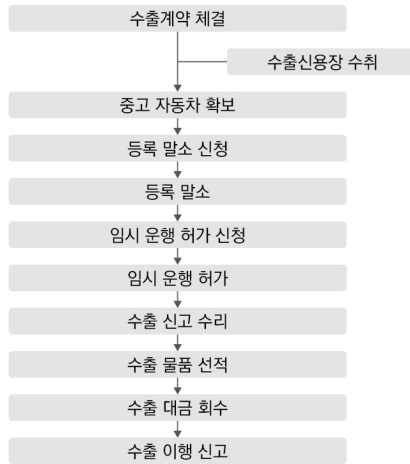 수출계약 체결
수출신용장 수취
중고 자동차 확보
등록 말소 신청
등록 말소
임시 운행 허가 신청
임시 운행 허가
수출 신고 수리
수출 물품 선적
수출 대금 회수
수출 이행 신고